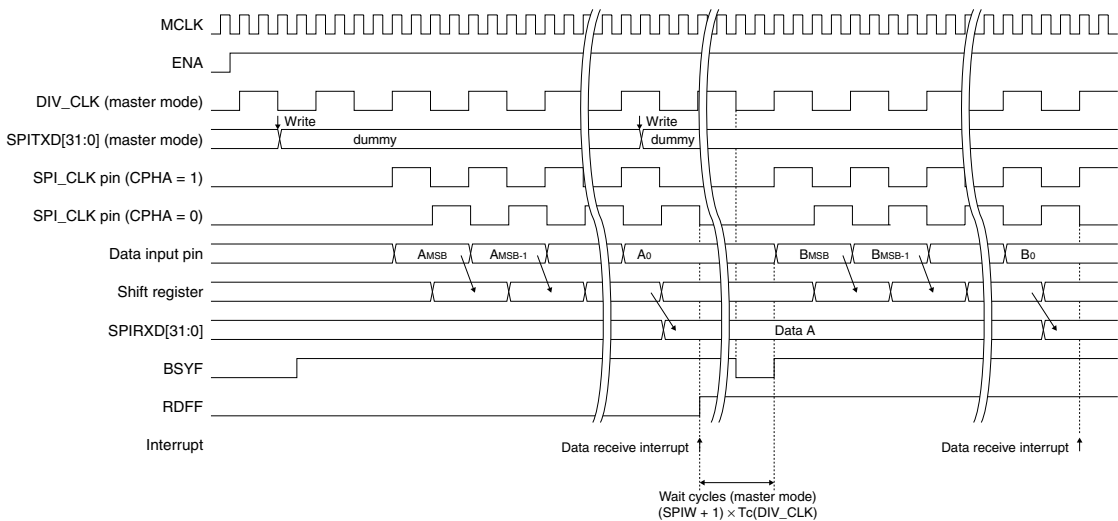 MCLK
ENA
DIV_CLK (master mode)
Write Write
SPITXD[31:0] (master mode) dummy dummy
SPI_CLK pin (CPHA = 1)
SPI_CLK pin (CPHA = 0)
Data input pin AMSB AMSB-1 A0 BMSB BMSB-1 B0
Shift register
SPIRXD[31:0] Data A
BSYF
RDFF
Interrupt Data receive interrupt Data receive interrupt
Wait cycles (master mode)
(SPIW + 1) × Tc(DIV_CLK)